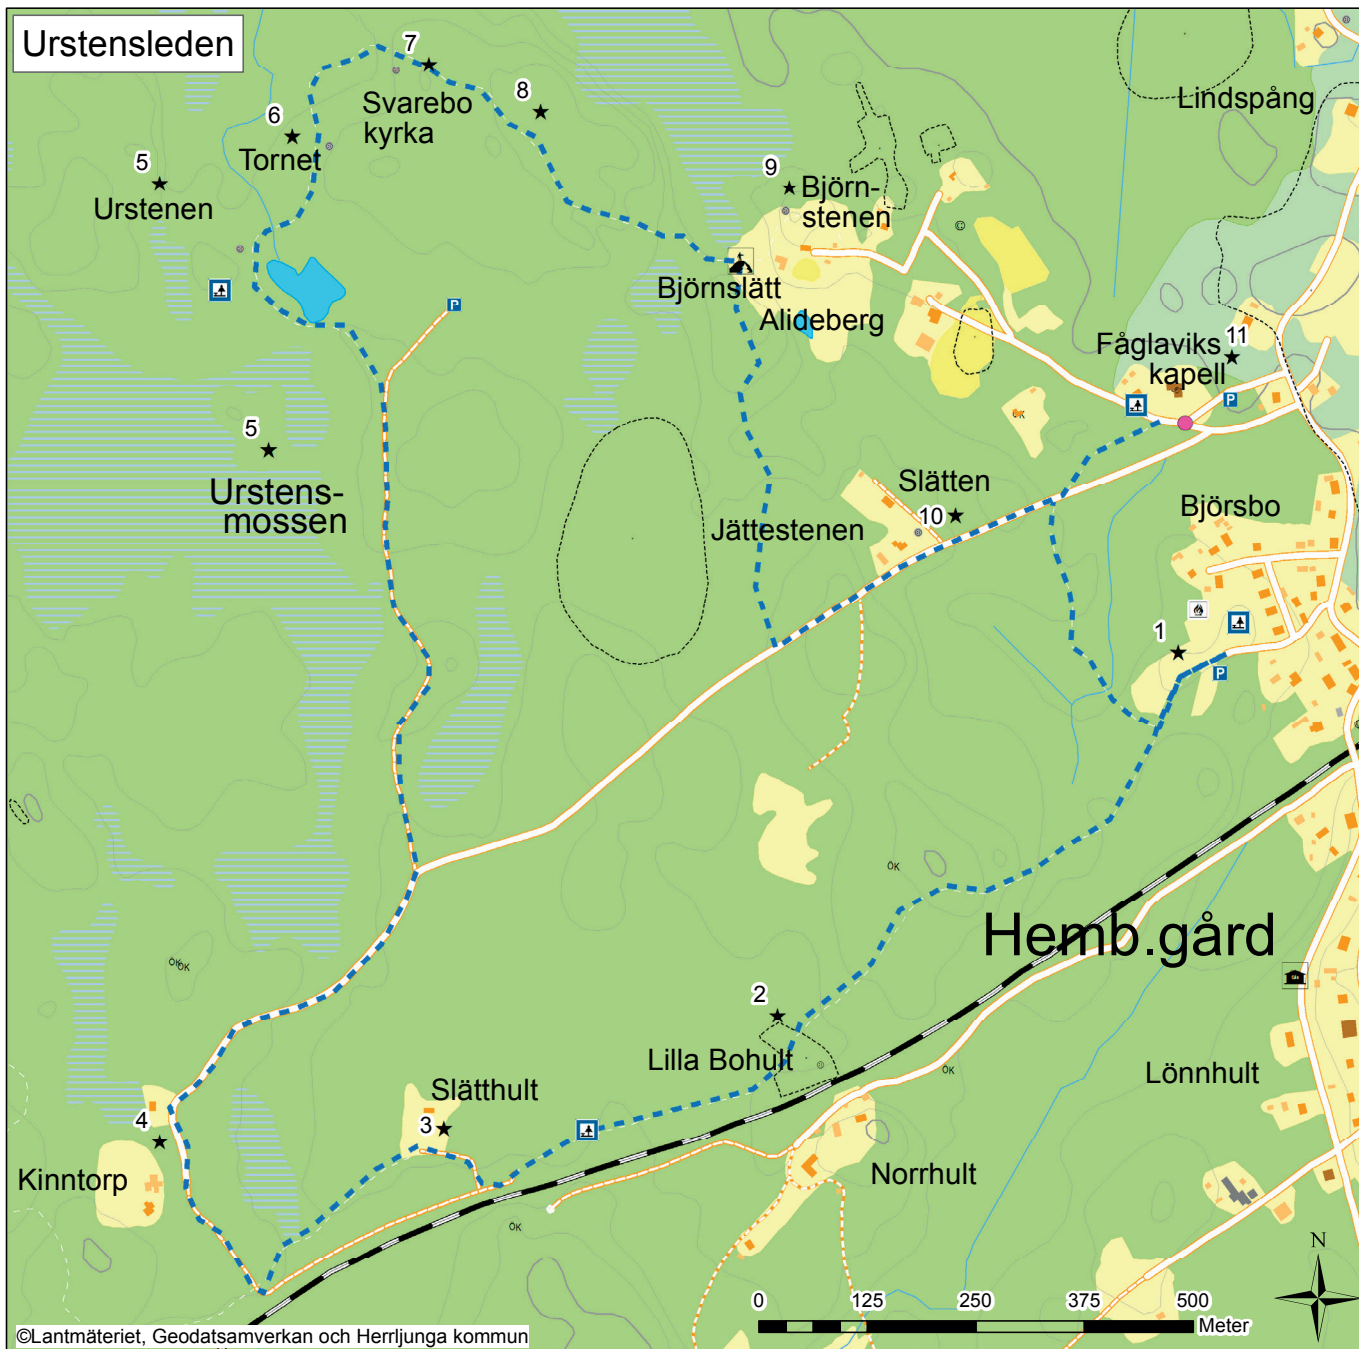 Urstensleden
7
Svarebo
kyrka
8
6
Tornet
5
Urstenen
9
Björn-
stenen
Lindspång
©
Björnslätt
Alideberg
P
Fåglaviks
kapell
11
P
ÖK
5
Urstens-
mossen
Slätten
10
Jättestenen
Björsbo
1
P
©
ÖK
Hemb.gård
ÖK
ÖK
2
Lilla Bohult
ÖK
Lönnhult
Slätthult
3
4
Kinntorp
Norrhult
ÖK
N
0
125
250
375
500
Meter
©Lantmäteriet, Geodatsamverkan och Herrljunga kommun